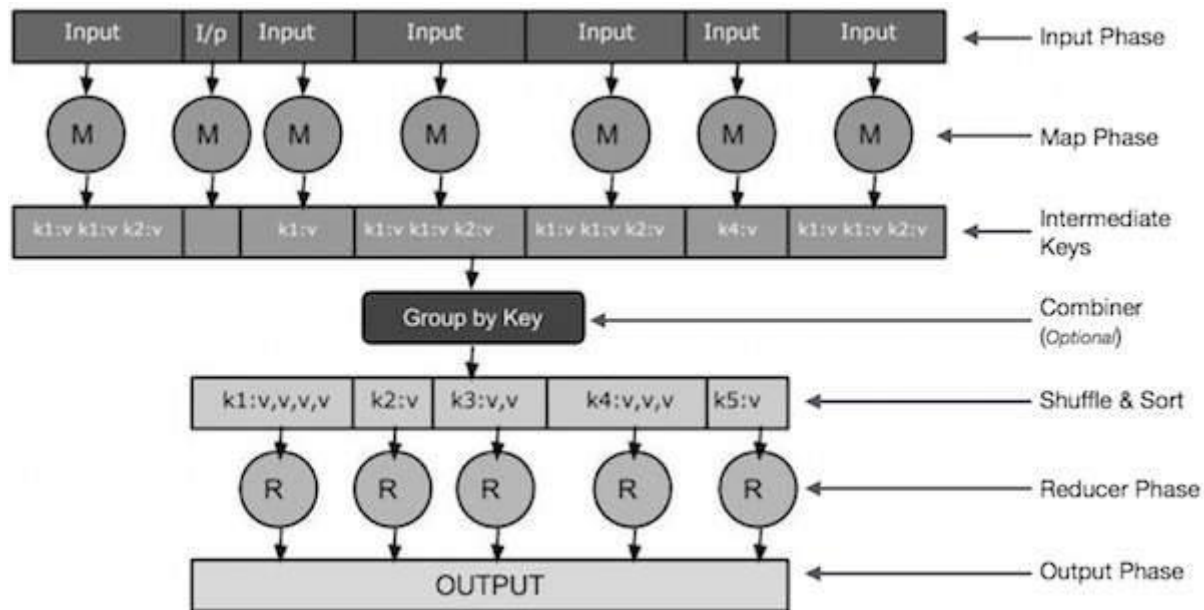 Input I/p Input Input Input Input Input
Input Phase
M M M M M M M
Map Phase
k1:v k1:v k2:v k1:v k1:v k1:v k2:v k1:v k1:v k2:v k4:v k1:v k1:v k2:v
Intermediate
Keys
Group by Key
Combiner
(Optional)
k1:v,v,v,v k2:v k3:v,v k4:v,v,v k5:v
Shuffle & Sort
R R R R R
Reducer Phase
OUTPUT
Output Phase